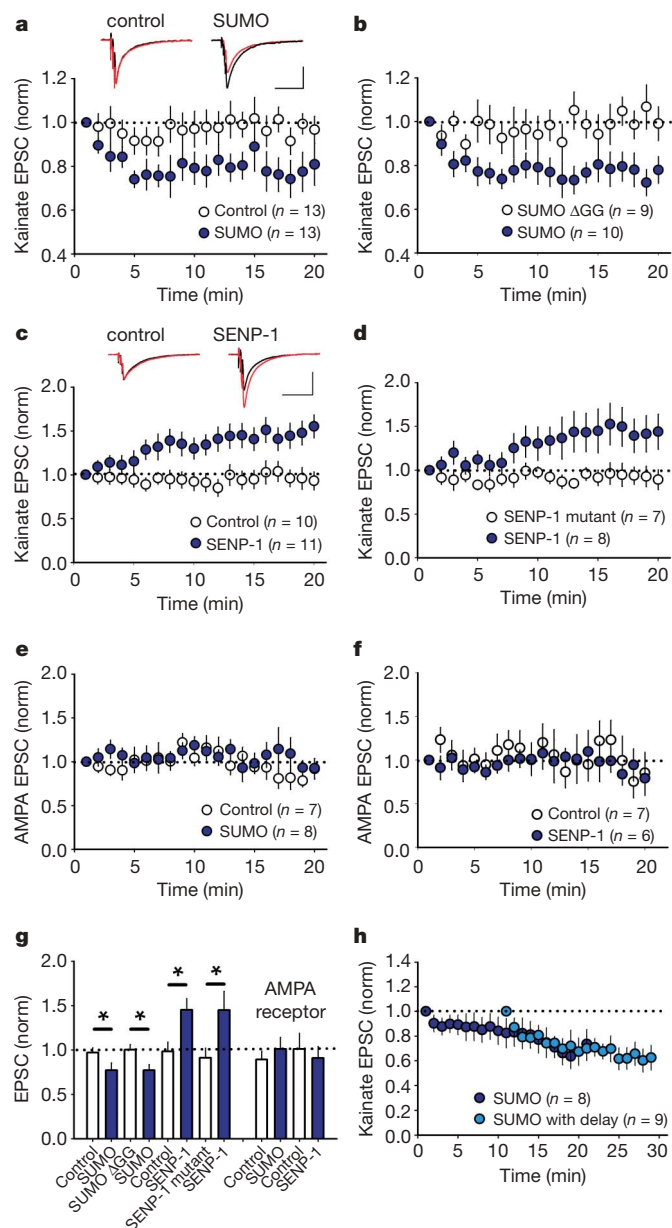 a
control SUMO
Kainate EPSC (norm)
1.2
1.0
0.8
0.6
0.4
Control (n = 13)
SUMO (n = 13)
0 5 10 15 20
Time (min)
b
Kainate EPSC (norm)
1.2
1.0
0.8
0.6
0.4
SUMO ΔGG (n = 9)
SUMO (n = 10)
0 5 10 15 20
Time (min)
c
control SENP-1
Kainate EPSC (norm)
2.0
1.5
1.0
0.5
0.0
Control (n = 10)
SENP-1 (n = 11)
0 5 10 15 20
Time (min)
d
Kainate EPSC (norm)
2.0
1.5
1.0
0.5
0.0
SENP-1 mutant (n = 7)
SENP-1 (n = 8)
0 5 10 15 20
Time (min)
e
AMPA EPSC (norm)
2.0
1.5
1.0
0.5
0.0
Control (n = 7)
SUMO (n = 8)
0 5 10 15 20
Time (min)
f
AMPA EPSC (norm)
2.0
1.5
1.0
0.5
0.0
Control (n = 7)
SENP-1 (n = 6)
0 5 10 15 20
Time (min)
g
EPSC (norm)
2.0
1.5
1.0
0.5
0.0
* * * *
AMPA
receptor
Control
SUMO
SUMO ΔGG
SUMO
Control
SENP-1
SENP-1 mutant
SENP-1
Control
SUMO
Control
SENP-1
h
Kainate EPSC (norm)
1.4
1.2
1.0
0.8
0.6
0.4
0.2
0.0
SUMO (n = 8)
SUMO with delay (n = 9)
0 5 10 15 20 25 30
Time (min)